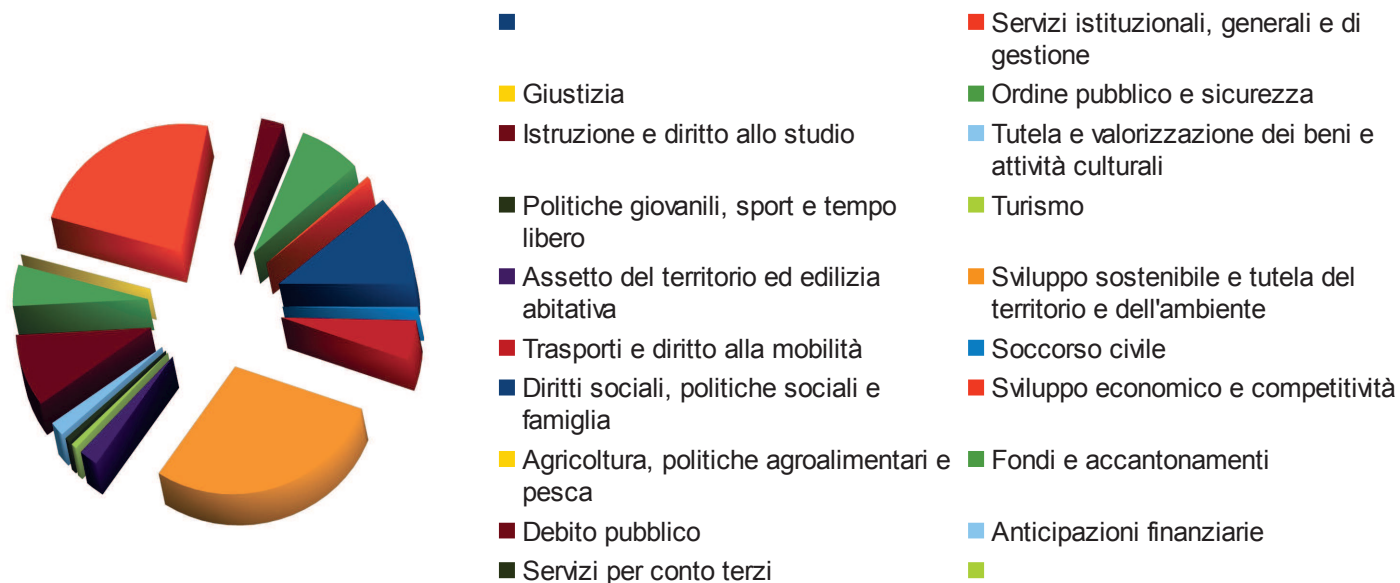 Servizi istituzionali, generali e di
gestione
Giustizia
Ordine pubblico e sicurezza
Istruzione e diritto allo studio
Tutela e valorizzazione dei beni e
attività culturali
Politiche giovanili, sport e tempo
libero
Turismo
Assetto del territorio ed edilizia
abitativa
Sviluppo sostenibile e tutela del
territorio e dell'ambiente
Trasporti e diritto alla mobilità
Soccorso civile
Diritti sociali, politiche sociali e
famiglia
Sviluppo economico e competitività
Agricoltura, politiche agroalimentari e
pesca
Fondi e accantonamenti
Debito pubblico
Anticipazioni finanziarie
Servizi per conto terzi